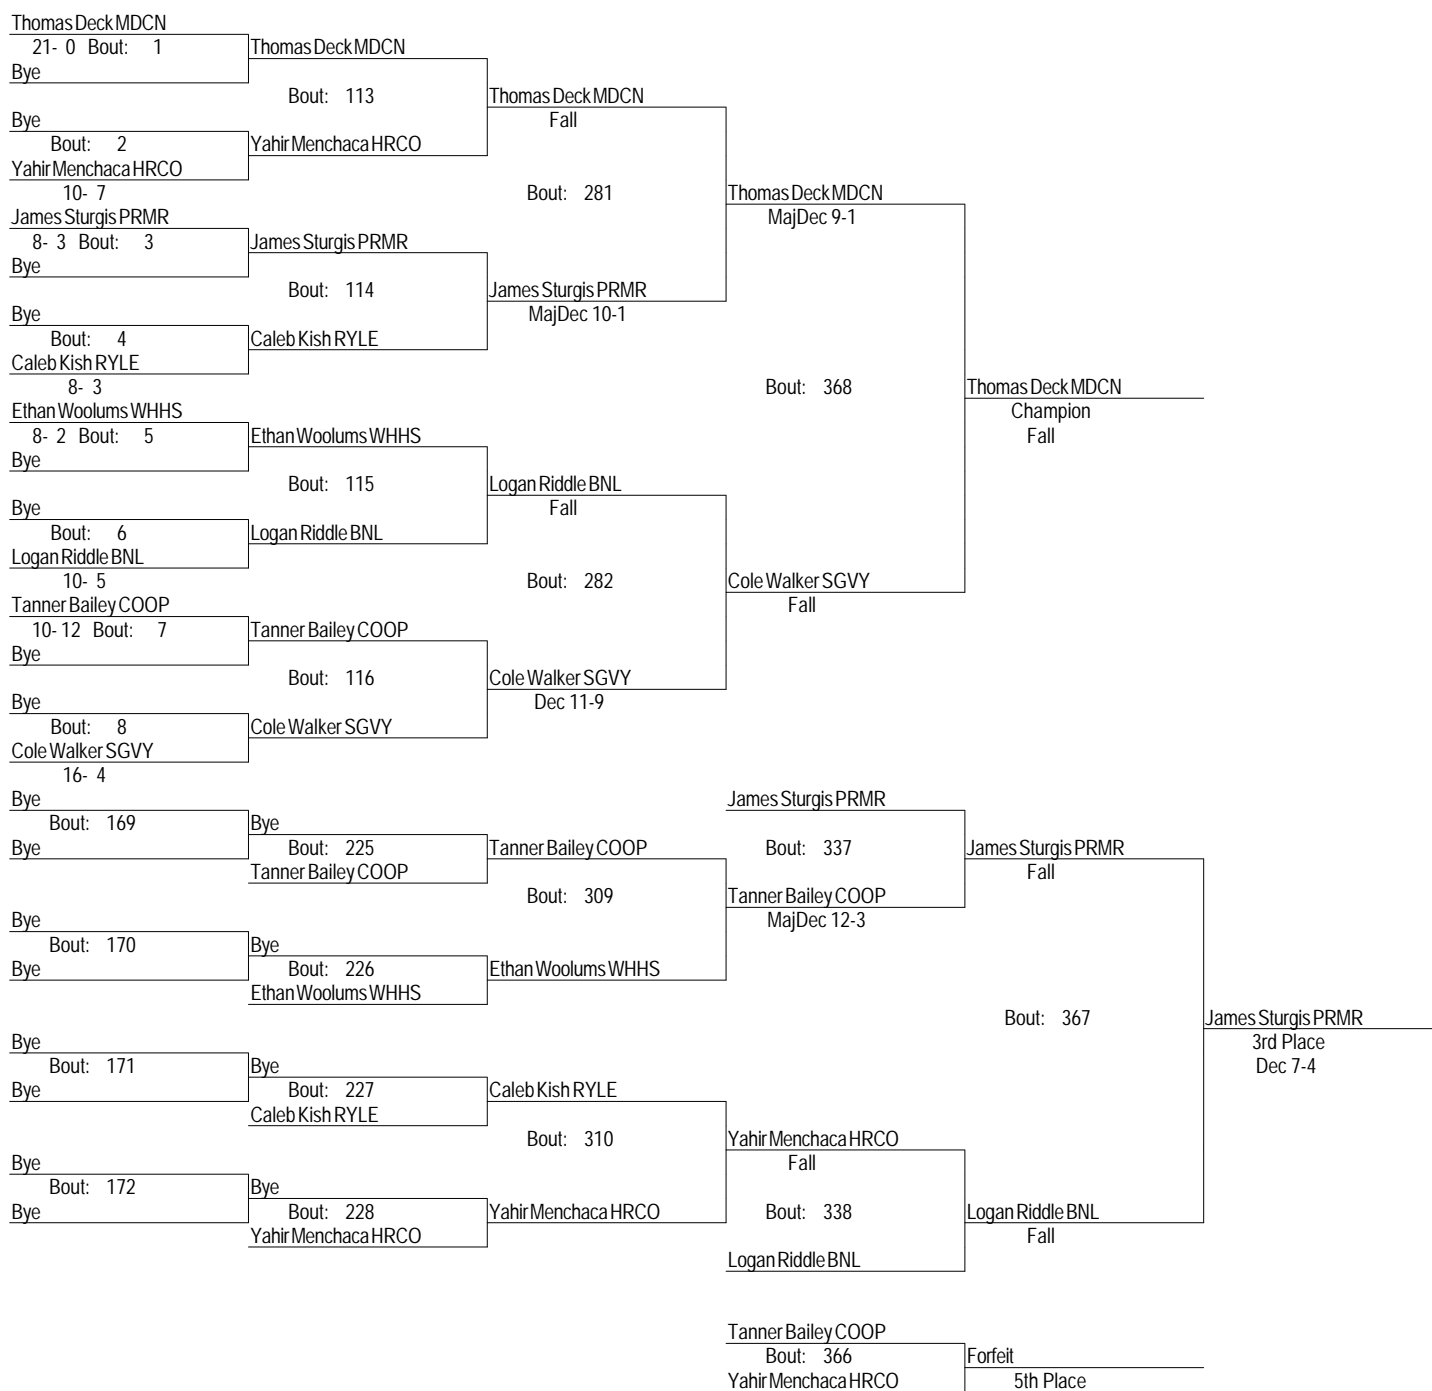 Thomas Deck MDCN
21- 0 Bout: 1
Thomas Deck MDCN
Bye
Bout: 113
Thomas Deck MDCN
Bye
Fall
Bout: 2
Yahir Menchaca HRCO
Yahir Menchaca HRCO
10- 7
Bout: 281
Thomas Deck MDCN
James Sturgis PRMR
MajDec 9-1
8- 3 Bout: 3
James Sturgis PRMR
Bye
Bout: 114
James Sturgis PRMR
Bye
MajDec 10-1
Bout: 4
Caleb Kish RYLE
Caleb Kish RYLE
8- 3
Bout: 368
Thomas Deck MDCN
Ethan Woolums WHHS
Champion
8- 2 Bout: 5
Ethan Woolums WHHS
Fall
Bye
Bout: 115
Logan Riddle BNL
Bye
Fall
Bout: 6
Logan Riddle BNL
Logan Riddle BNL
10- 5
Bout: 282
Cole Walker SGVY
Tanner Bailey COOP
Fall
10- 12 Bout: 7
Tanner Bailey COOP
Bye
Bout: 116
Cole Walker SGVY
Bye
Dec 11-9
Bout: 8
Cole Walker SGVY
Cole Walker SGVY
16- 4
Bye
James Sturgis PRMR
Bout: 169
Bye
Bye
Bout: 225
Tanner Bailey COOP
Bout: 337
James Sturgis PRMR
Tanner Bailey COOP
Fall
Bout: 309
Tanner Bailey COOP
Bye
MajDec 12-3
Bout: 170
Bye
Bye
Bout: 226
Ethan Woolums WHHS
Ethan Woolums WHHS
Bout: 367
James Sturgis PRMR
Bye
3rd Place
Bout: 171
Bye
Dec 7-4
Bye
Bout: 227
Caleb Kish RYLE
Caleb Kish RYLE
Bout: 310
Yahir Menchaca HRCO
Bye
Fall
Bout: 172
Bye
Bye
Bout: 228
Yahir Menchaca HRCO
Bout: 338
Logan Riddle BNL
Yahir Menchaca HRCO
Fall
Logan Riddle BNL
Tanner Bailey COOP
Bout: 366
Forfeit
Yahir Menchaca HRCO
5th Place